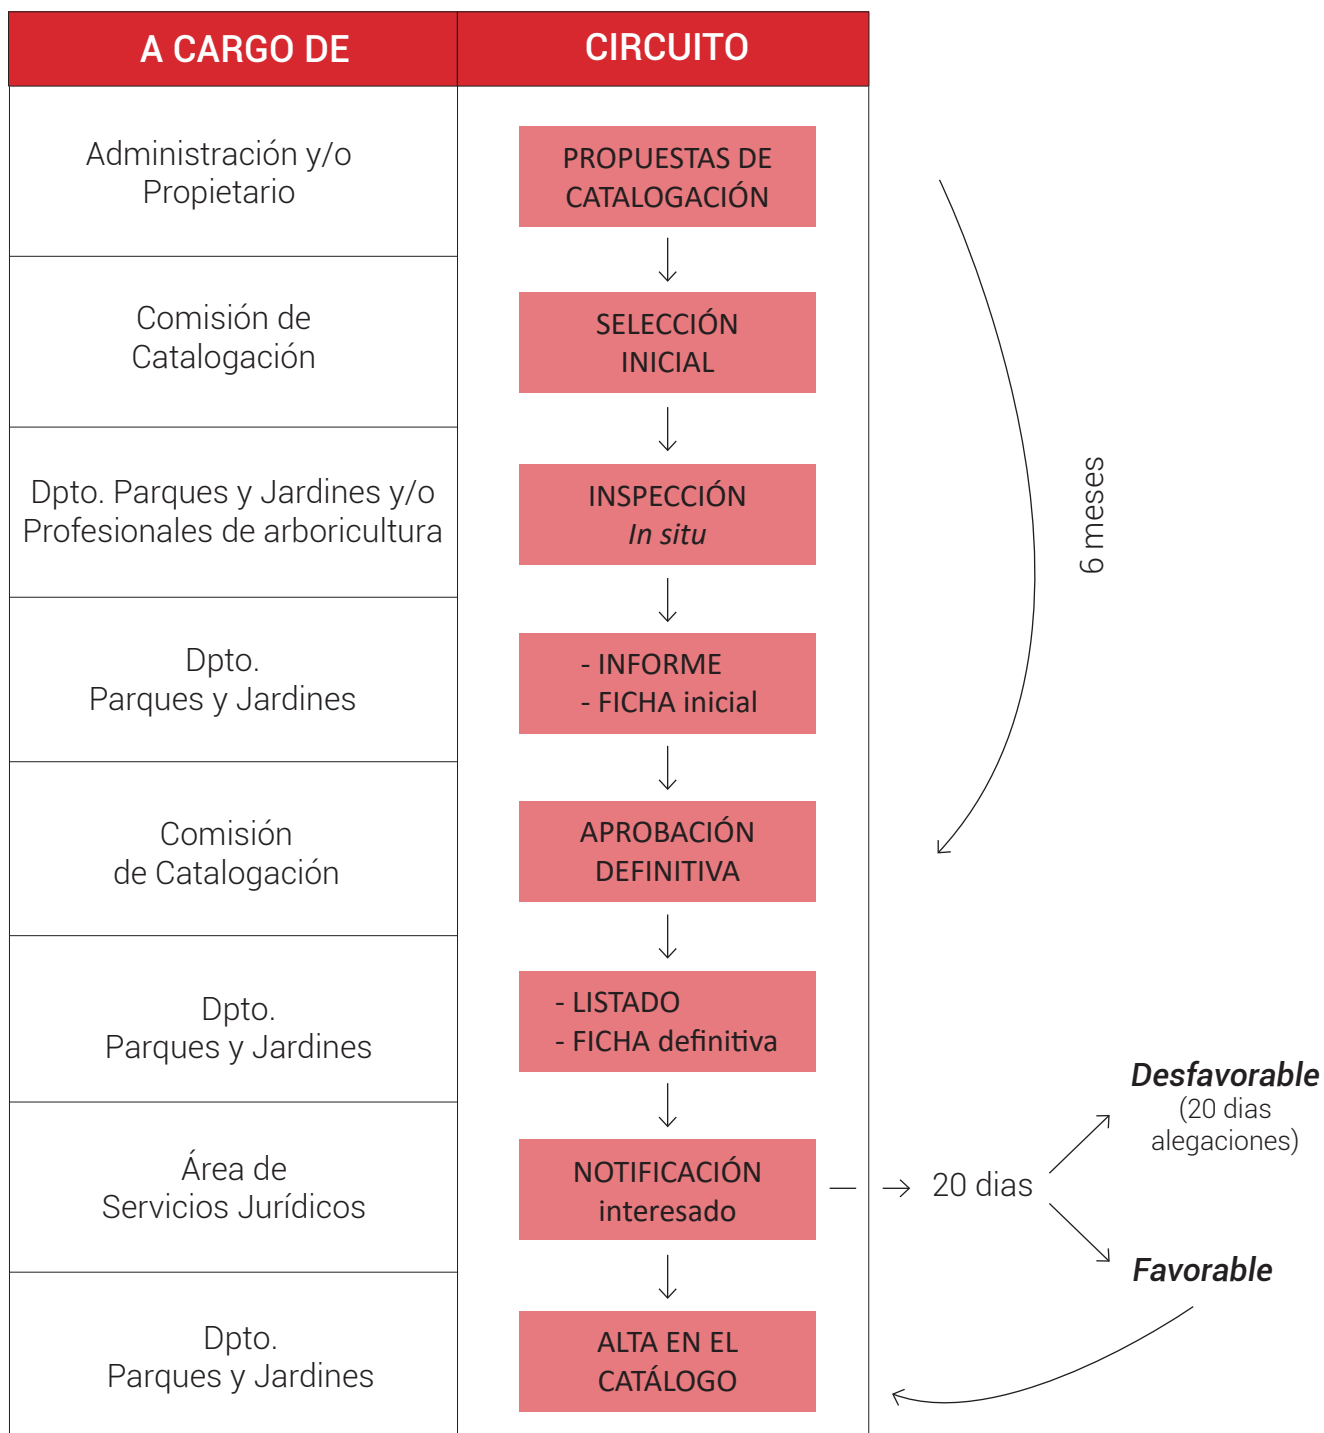 A CARGO DE
CIRCUITO
Administración y/o
Propietario
PROPUESTAS DE
CATALOGACIÓN
Comisión de
Catalogación
SELECCIÓN
INICIAL
Dpto. Parques y Jardines y/o
Profesionales de arboricultura
INSPECCIÓN
In situ
6 meses
Dpto.
Parques y Jardines
- INFORME
- FICHA inicial
Comisión
de Catalogación
APROBACIÓN
DEFINITIVA
Dpto.
Parques y Jardines
- LISTADO
- FICHA definitiva
Área de
Servicios Jurídicos
NOTIFICACIÓN
interesado
20 dias
Desfavorable
(20 dias
alegaciones)
Favorable
Dpto.
Parques y Jardines
ALTA EN EL
CATÁLOGO